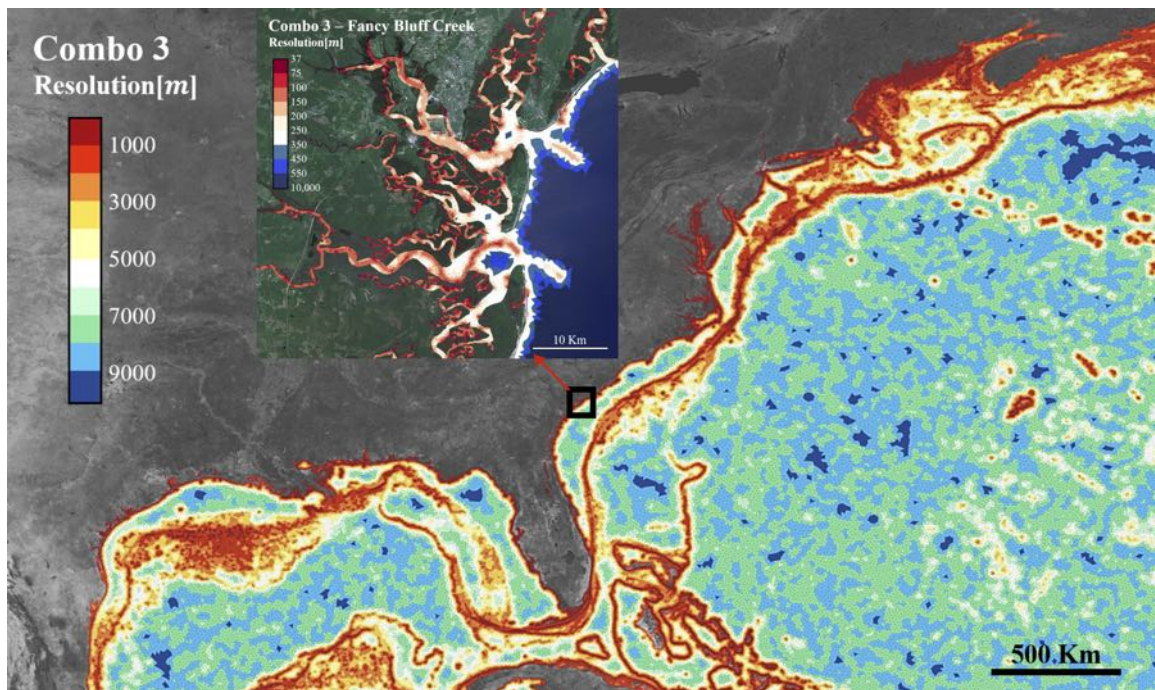 Combo 3
Resolution[m]
1000
3000
5000
7000
9000
Combo 3 – Fancy Bluff Creek
Resolution[m]
37
75
100
150
200
250
350
450
550
10,000
10 Km
500 Km